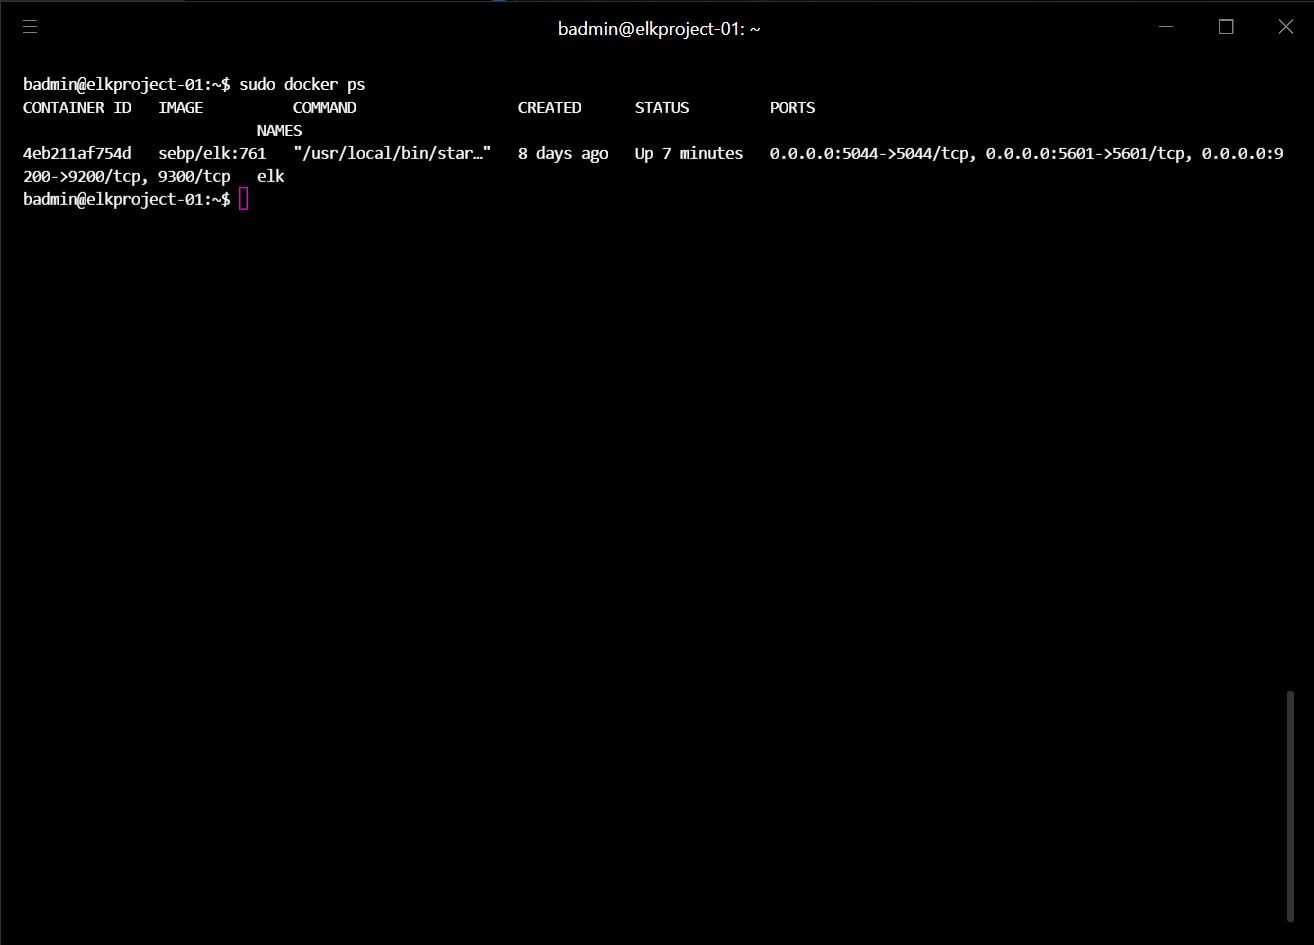 badmin@elkproject-01: ~
badmin@elkproject-01:~$ sudo docker ps
CONTAINER ID   IMAGE          COMMAND                  CREATED      STATUS         PORTS
                          NAMES
4eb211af754d   sebp/elk:761   "/usr/local/bin/star…"   8 days ago   Up 7 minutes   0.0.0.0:5044->5044/tcp, 0.0.0.0:5601->5601/tcp, 0.0.0.0:9
200->9200/tcp, 9300/tcp   elk
badmin@elkproject-01:~$